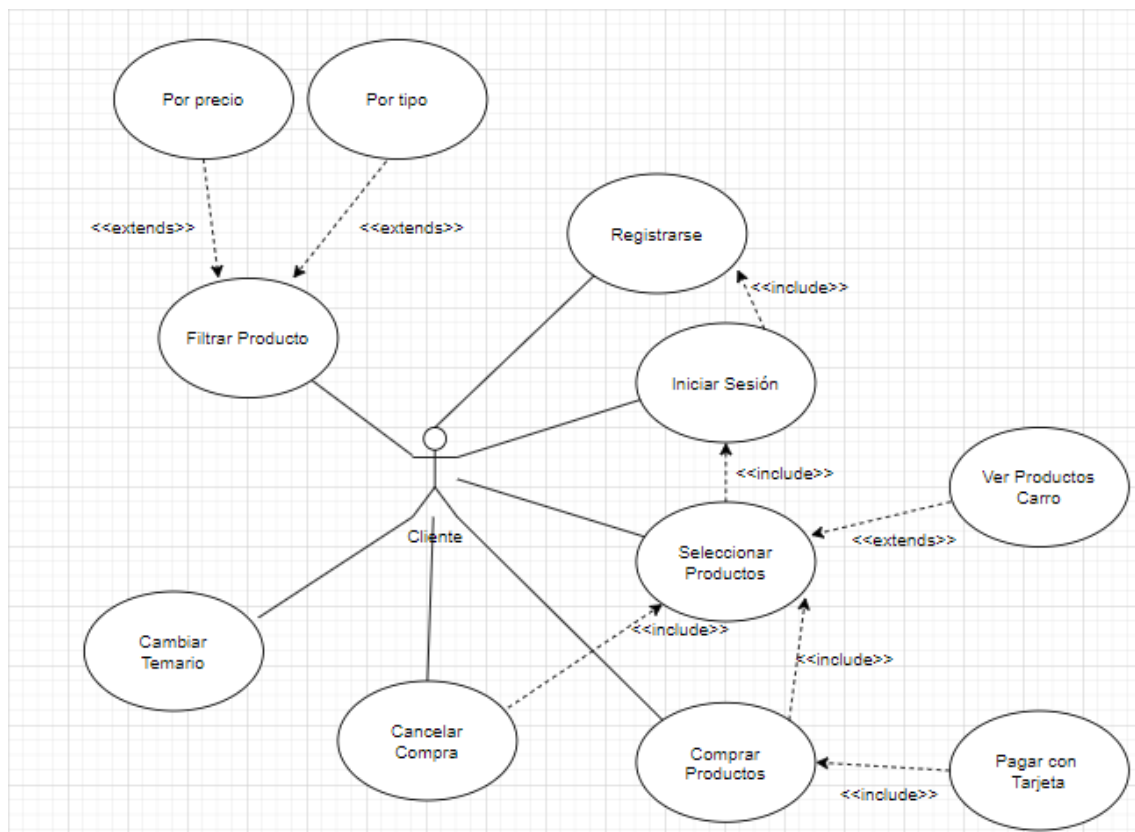 Por precio
Por tipo
<<extends>>
<<extends>>
Registrarse
<<include>>
Filtrar Producto
Iniciar Sesión
<<include>>
Ver Productos
Carro
Cliente
<<extends>>
Seleccionar
Productos
<<include>>
<<include>>
Cambiar
Temario
Cancelar
Compra
Comprar
Productos
Pagar con
Tarjeta
<<include>>